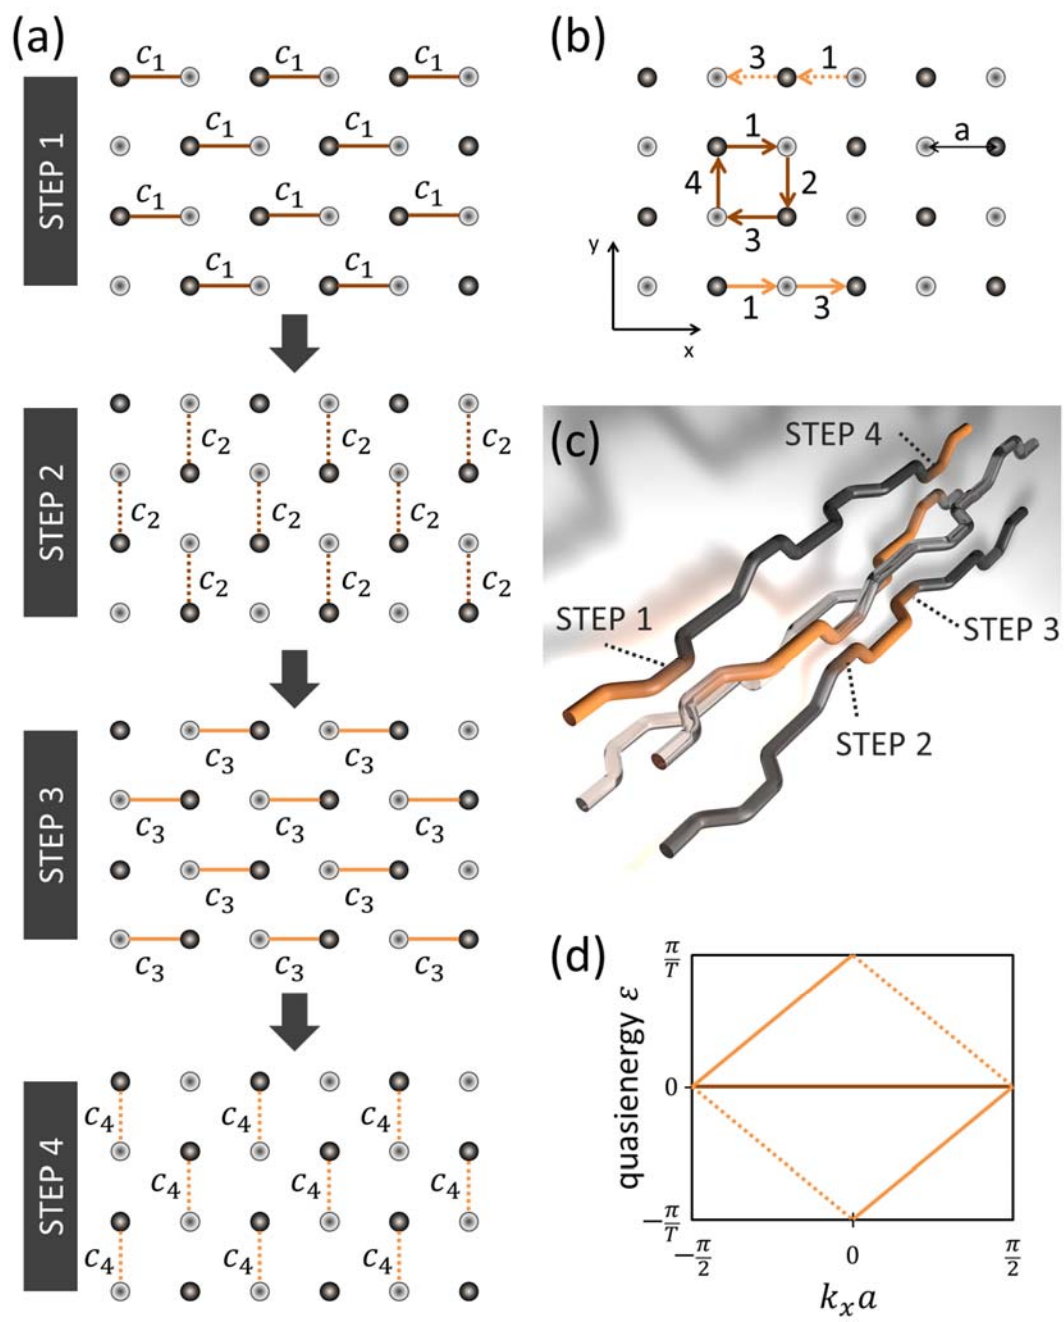 (a)
STEP 1
c₁ c₁ c₁
c₁ c₁
c₁ c₁ c₁
c₁ c₁
STEP 2
c₂ c₂ c₂
c₂ c₂ c₂
c₂ c₂ c₂
STEP 3
c₃ c₃
c₃ c₃ c₃
c₃ c₃
c₃ c₃ c₃
STEP 4
c₄ c₄ c₄
c₄ c₄ c₄
c₄ c₄ c₄
(b)
3 1
1 a
4 2
3
y
1 3
x
(c)
STEP 4
STEP 1
STEP 3
STEP 2
(d)
quasienergy ε
π/T
0
−π/T
−π/2 0 π/2
kₓa